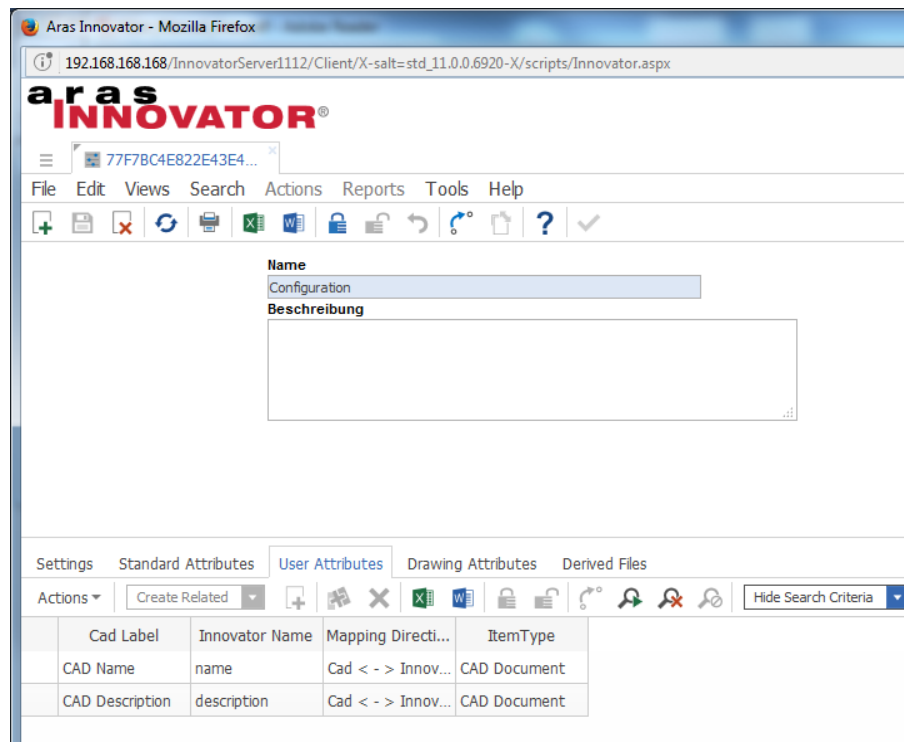 Aras Innovator - Mozilla Firefox
192.168.168.168/InnovatorServer1112/Client/X-salt=std_11.0.0.6920-X/scripts/Innovator.aspx
aras
INNOVATOR®
77F7BC4E822E43E4...
File Edit Views Search Actions Reports Tools Help
Name
Configuration
Beschreibung
Settings Standard Attributes User Attributes Drawing Attributes Derived Files
Actions Create Related Hide Search Criteria
Cad Label Innovator Name Mapping Directi... ItemType
CAD Name name Cad < - > Innov... CAD Document
CAD Description description Cad < - > Innov... CAD Document